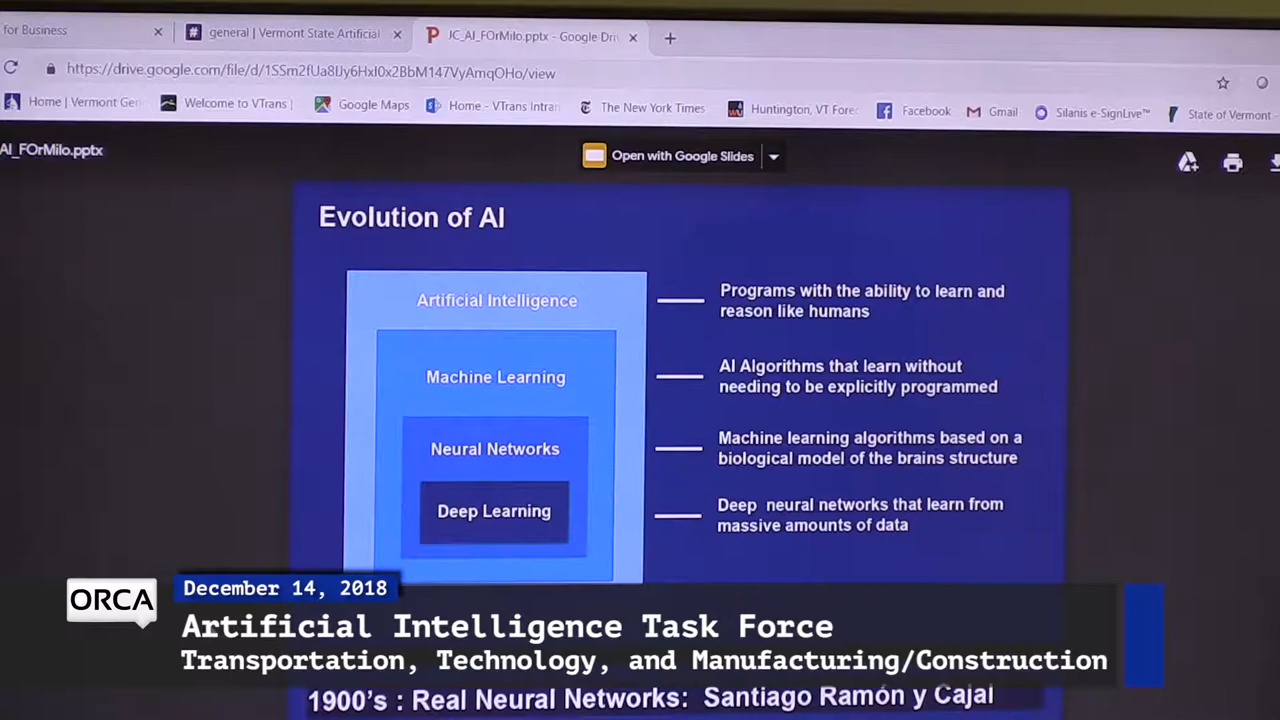 for Business
general | Vermont State Artificial
JC_AI_FOrMilo.pptx - Google Dri
https://drive.google.com/file/d/1SSm2fUa8IJy6HxI0x2BbM147VyAmqOHo/view
Home | Vermont Gen
Welcome to VTrans |
Google Maps
Home - VTrans Intran
The New York Times
Huntington, VT Fore
Facebook
Gmail
Silanis e-SignLive™
State of Vermont -
AI_FOrMilo.pptx
Open with Google Slides
Evolution of AI
Artificial Intelligence
Programs with the ability to learn and
reason like humans
Machine Learning
AI Algorithms that learn without
needing to be explicitly programmed
Neural Networks
Machine learning algorithms based on a
biological model of the brains structure
Deep Learning
Deep neural networks that learn from
massive amounts of data
ORCA
December 14, 2018
Artificial Intelligence Task Force
Transportation, Technology, and Manufacturing/Construction
1900's : Real Neural Networks: Santiago Ramón y Cajal